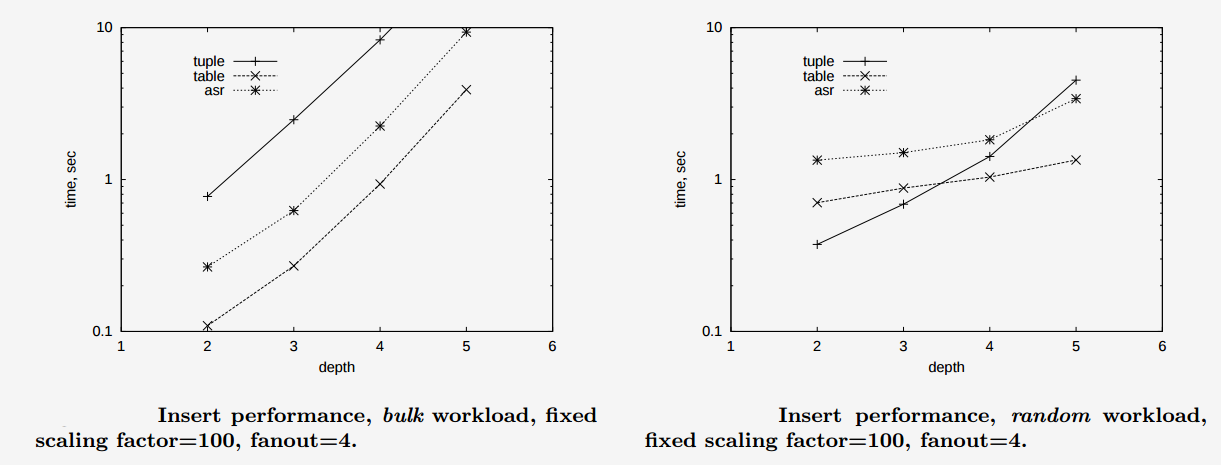 10
1
0.1
time, sec
tuple
table
asr
1 2 3 4 5 6
depth
Insert performance, bulk workload, fixed
scaling factor=100, fanout=4.
10
1
0.1
time, sec
tuple
table
asr
1 2 3 4 5 6
depth
Insert performance, random workload,
fixed scaling factor=100, fanout=4.